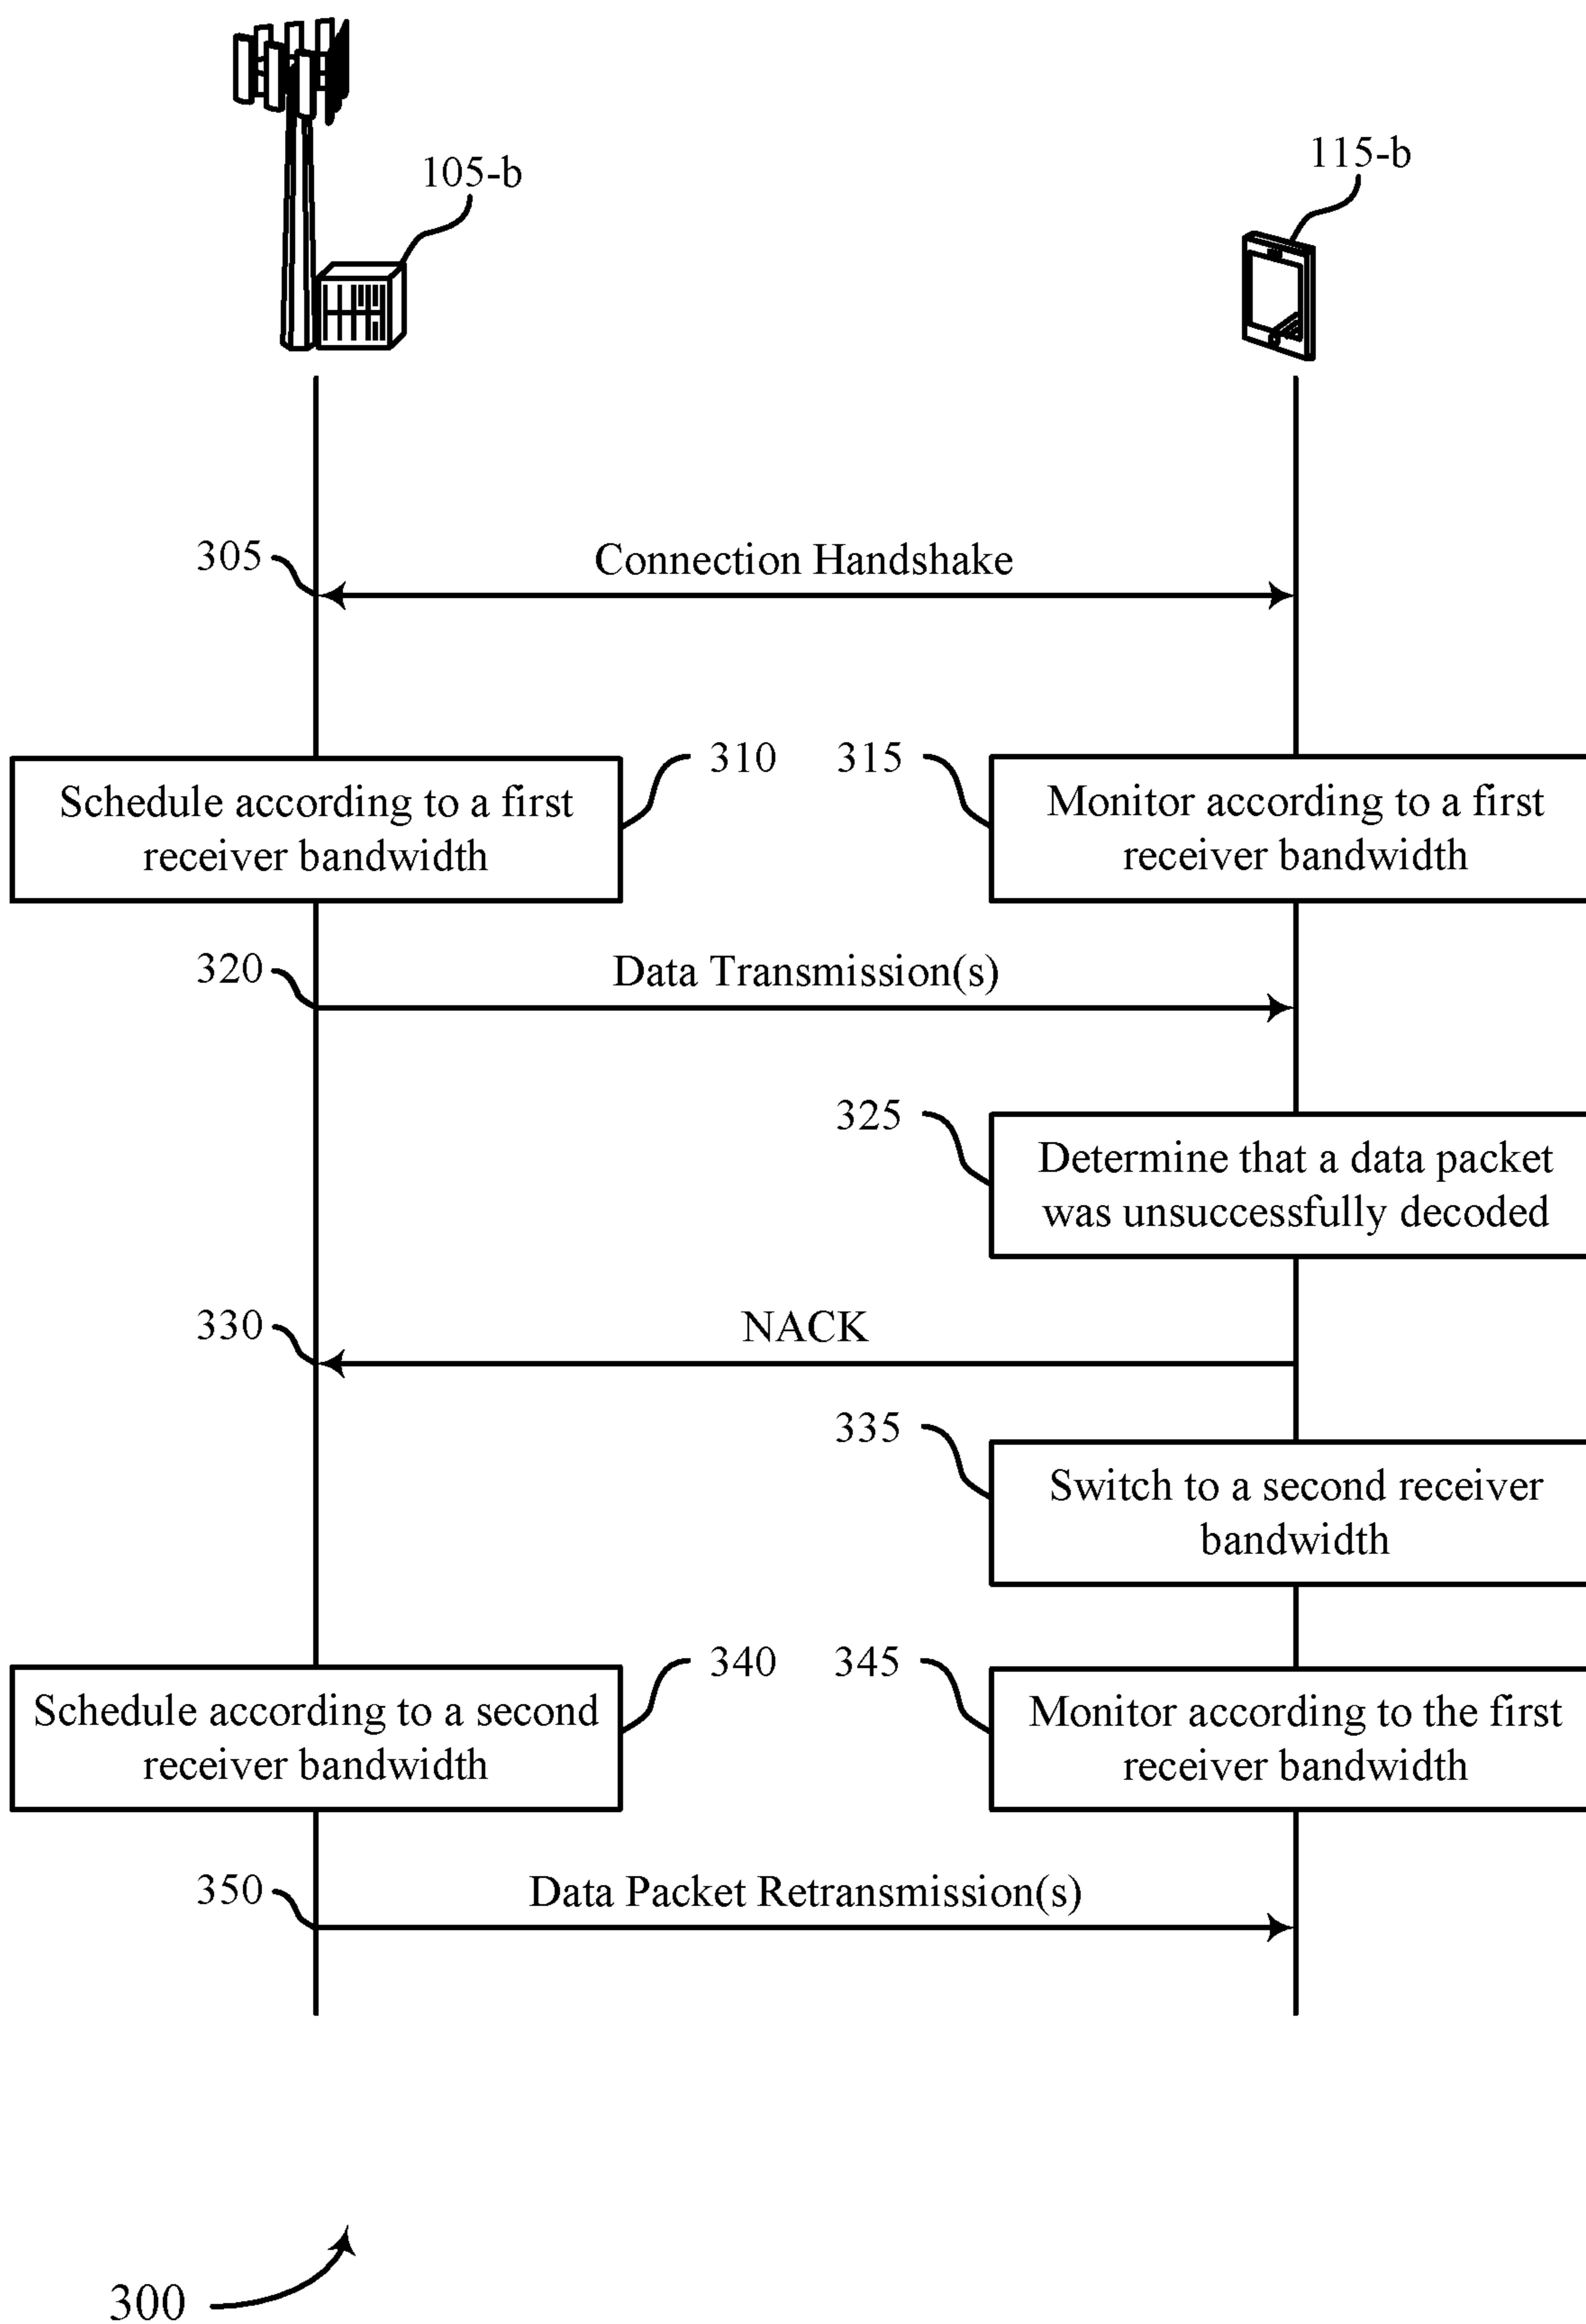 105-b
115-b
305
Connection Handshake
310
315
Schedule according to a first
receiver bandwidth
Monitor according to a first
receiver bandwidth
320
Data Transmission(s)
325
Determine that a data packet
was unsuccessfully decoded
330
NACK
335
Switch to a second receiver
bandwidth
340
345
Schedule according to a second
receiver bandwidth
Monitor according to the first
receiver bandwidth
350
Data Packet Retransmission(s)
300